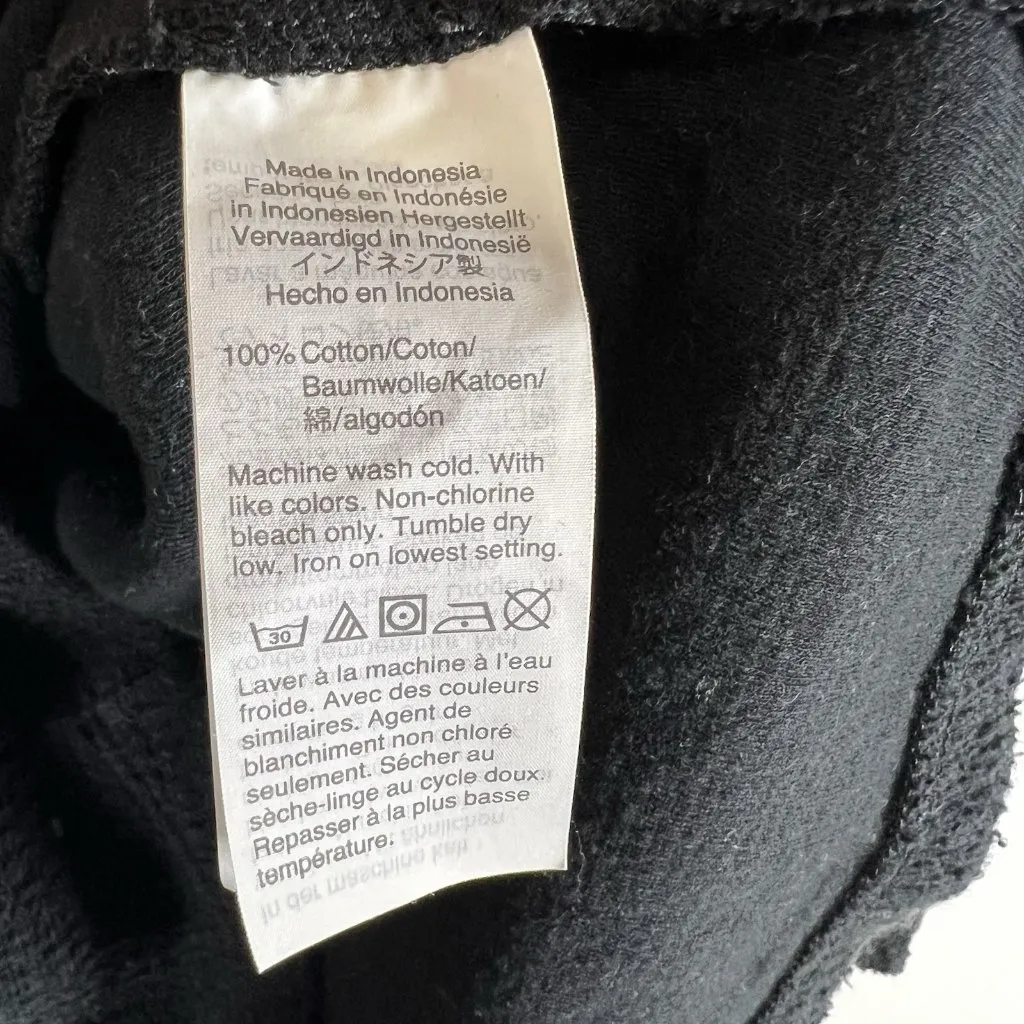 Made in Indonesia
Fabriqué en Indonésie
in Indonesien Hergestellt
Vervaardigd in Indonesië
インドネシア製
Hecho en Indonesia
100% Cotton/Coton/
Baumwolle/Katoen/
綿/algodón
Machine wash cold. With
like colors. Non-chlorine
bleach only. Tumble dry
low. Iron on lowest setting.
30
Laver à la machine à l'eau
froide. Avec des couleurs
similaires. Agent de
blanchiment non chloré
seulement. Sécher au
sèche-linge au cycle doux.
Repasser à la plus basse
température.